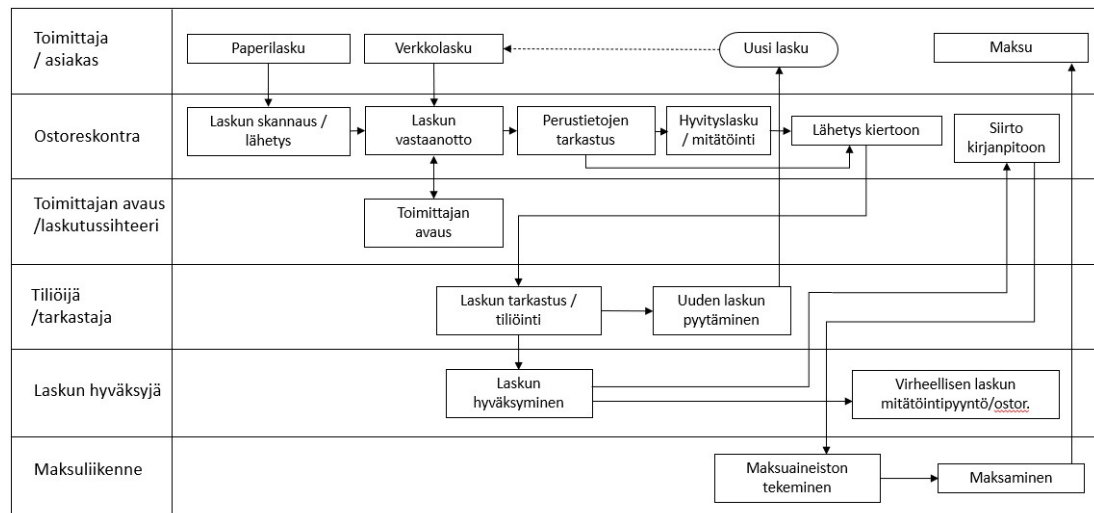 Toimittaja
/ asiakas
Paperilasku
Verkkolasku
Uusi lasku
Maksu
Ostoreskontra
Laskun skannaus /
lähetys
Laskun
vastaanotto
Perustietojen
tarkastus
Hyvityslasku
/ mitätöinti
Lähetys kiertoon
Siirto
kirjanpitoon
Toimittajan avaus
/laskutussihteeri
Toimittajan
avaus
Tiliöijä
/tarkastaja
Laskun tarkastus /
tiliöinti
Uuden laskun
pyytäminen
Laskun hyväksyjä
Laskun
hyväksyminen
Virheellisen laskun
mitätöintipyyntö/ostor.
Maksuliikenne
Maksuaineiston
tekeminen
Maksaminen